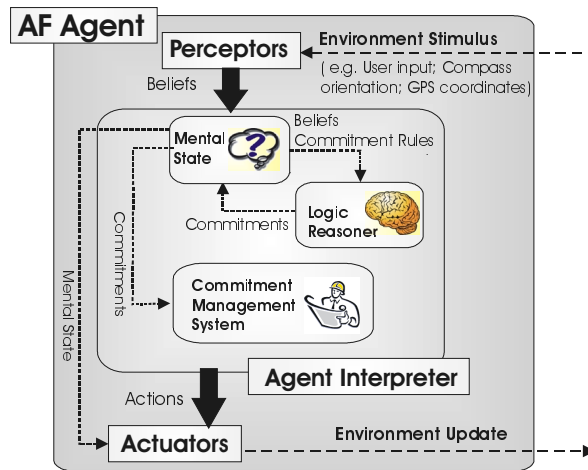 AF Agent
Perceptors
Environment Stimulus
( e.g. User input; Compass
orientation; GPS coordinates)
Beliefs
Mental
State
?
Beliefs
Commitment Rules
Logic
Reasoner
Commitments
Commitments
Mental State
Commitment
Management
System
Agent Interpreter
Actions
Actuators
Environment Update